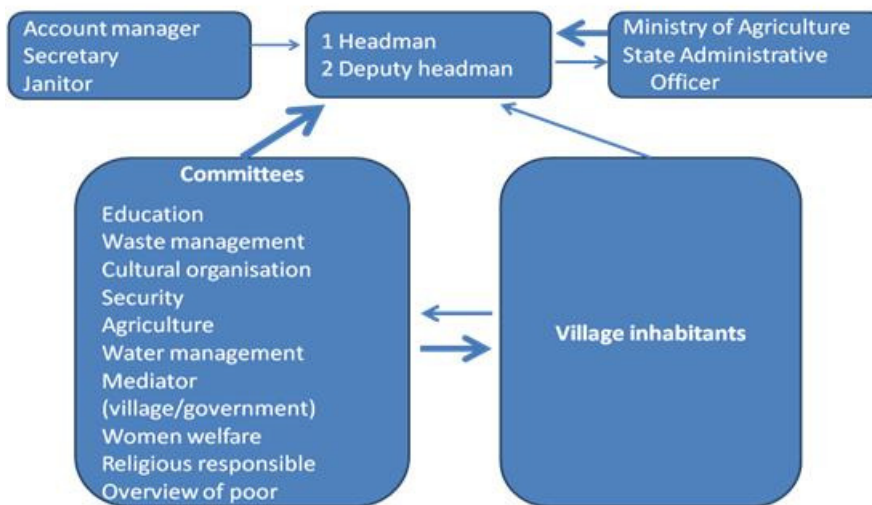 Account manager
Secretary
Janitor
1 Headman
2 Deputy headman
Ministry of Agriculture
State Administrative
Officer
Committees
Education
Waste management
Cultural organisation
Security
Agriculture
Water management
Mediator
(village/government)
Women welfare
Religious responsible
Overview of poor
Village inhabitants